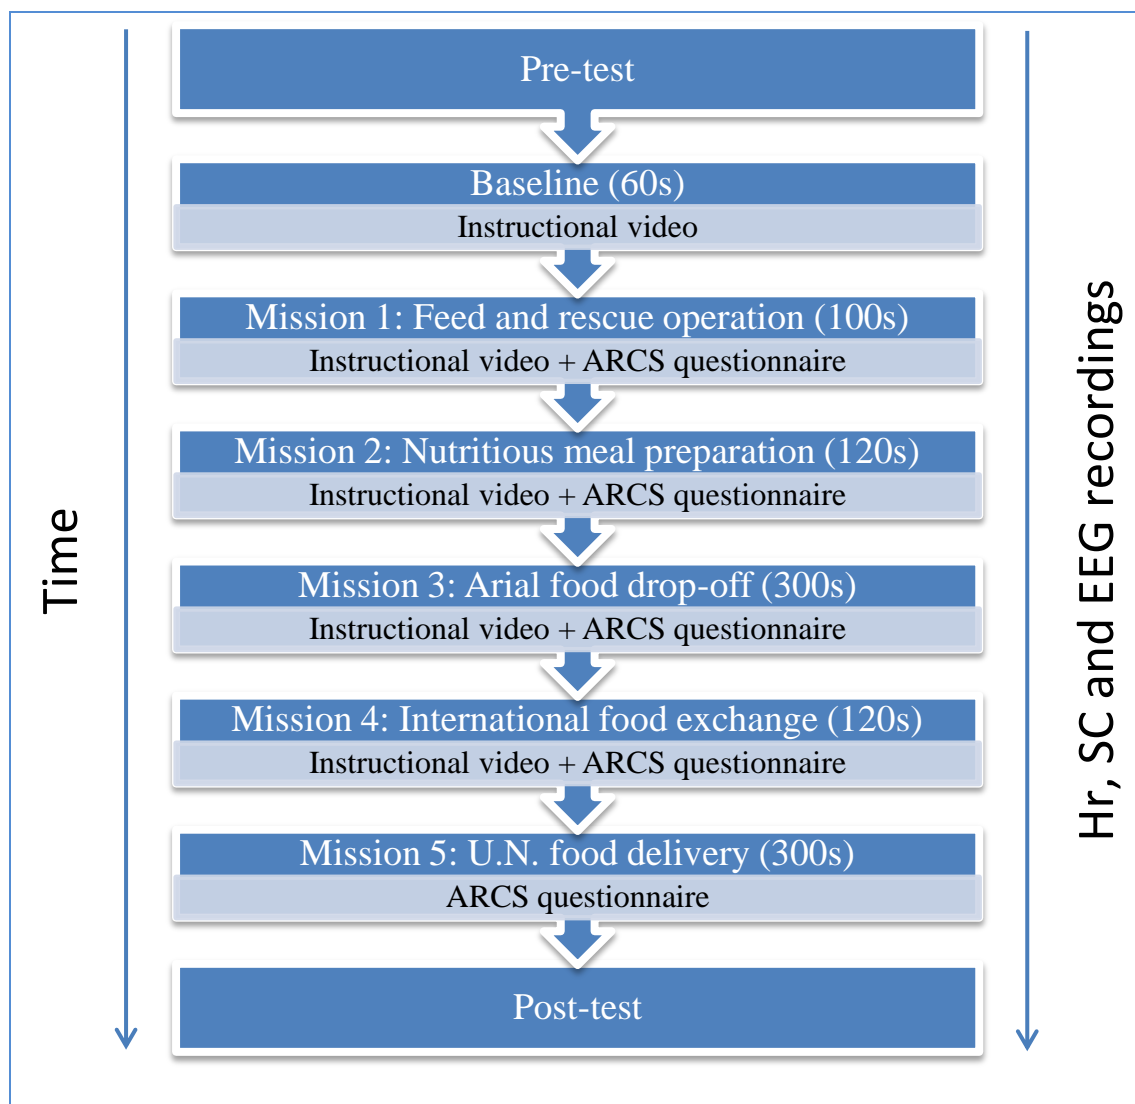 Pre-test
Baseline (60s)
Instructional video
Mission 1: Feed and rescue operation (100s)
Instructional video + ARCS questionnaire
Mission 2: Nutritious meal preparation (120s)
Instructional video + ARCS questionnaire
Mission 3: Arial food drop-off (300s)
Instructional video + ARCS questionnaire
Mission 4: International food exchange (120s)
Instructional video + ARCS questionnaire
Mission 5: U.N. food delivery (300s)
ARCS questionnaire
Post-test
Time
Hr, SC and EEG recordings